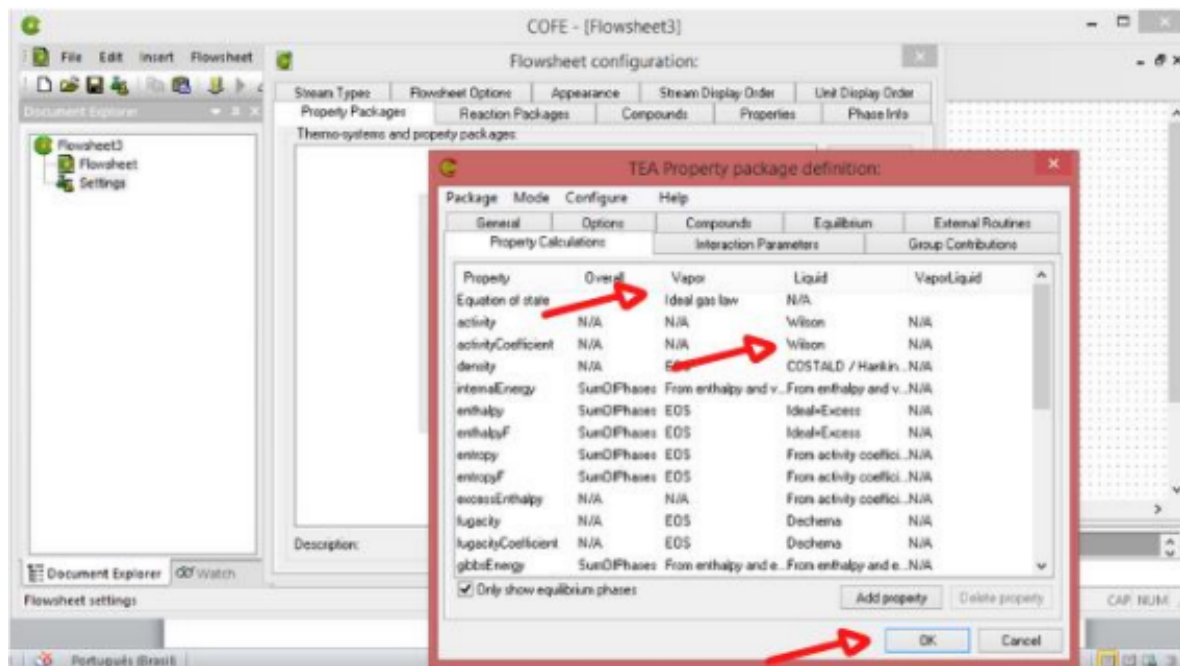 COFE - [Flowsheet3]
File Edit Insert Flowsheet
Flowsheet configuration:
Document Explorer
Stream Types Flowsheet Options Appearance Stream Display Order Unit Display Order
Property Packages Reaction Packages Compounds Properties Phase Info
Thermo-systems and property packages:
Flowsheet3
Flowsheet
Settings
TEA Property package definition:
Package Mode Configure Help
General Options Compounds Equilibrium External Routines
Property Calculations Interaction Parameters Group Contributions
Property Overall Vapor Liquid VaporLiquid
Equation of state Ideal gas law N/A
activity N/A N/A Wilson N/A
activityCoefficient N/A N/A Wilson N/A
density N/A EOS COSTALD / Hankin... N/A
internalEnergy SumOfPhases From enthalpy and v... From enthalpy and v... N/A
enthalpy SumOfPhases EOS Ideal+Excess N/A
enthalpyF SumOfPhases EOS Ideal+Excess N/A
entropy SumOfPhases EOS From activity coeffici... N/A
entropyF SumOfPhases EOS From activity coeffici... N/A
excessEnthalpy N/A N/A From activity coeffici... N/A
fugacity N/A EOS Dechema N/A
fugacityCoefficient N/A EOS Dechema N/A
gibbsEnergy SumOfPhases From enthalpy and e... From enthalpy and e... N/A
Description:
Only show equilibrium phases
Add property Delete property
Document Explorer Watch
Flowsheet settings
CAP NUM
OK Cancel
Português (Brasil)